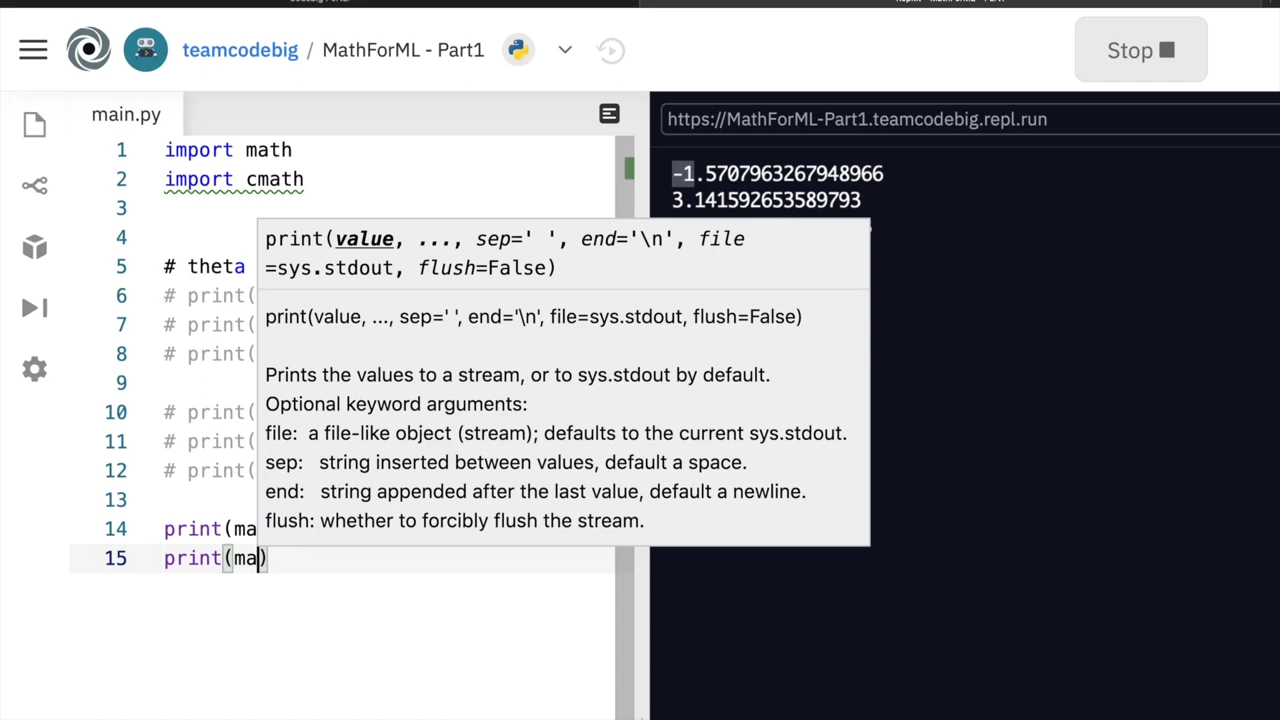 teamcodebig / MathForML - Part1
Stop
main.py
https://MathForML-Part1.teamcodebig.repl.run
1 import math
2 import cmath
3
4
5 # theta
6 # print(
7 # print(
8 # print(
9
10 # print(
11 # print(
12 # print(
13
14 print(ma
15 print(ma)
print(value, ..., sep=' ', end='\n', file
=sys.stdout, flush=False)
print(value, ..., sep=' ', end='\n', file=sys.stdout, flush=False)
Prints the values to a stream, or to sys.stdout by default.
Optional keyword arguments:
file: a file-like object (stream); defaults to the current sys.stdout.
sep: string inserted between values, default a space.
end: string appended after the last value, default a newline.
flush: whether to forcibly flush the stream.
-1.5707963267948966
3.141592653589793